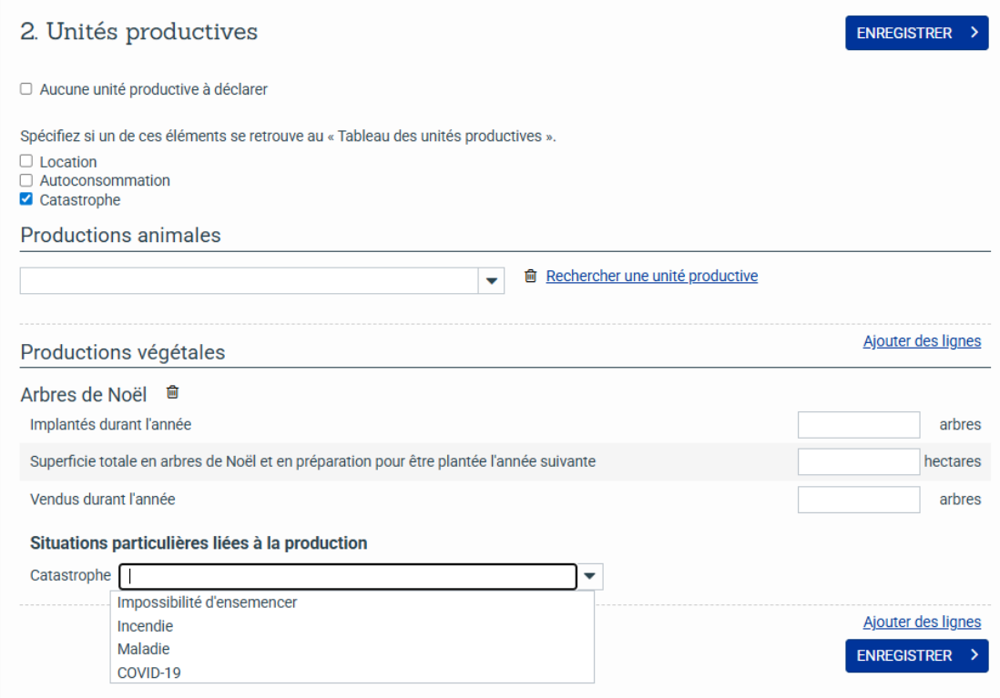 2. Unités productives
ENREGISTRER
Aucune unité productive à déclarer
Spécifiez si un de ces éléments se retrouve au « Tableau des unités productives ».
Location
Autoconsommation
Catastrophe
Productions animales
Rechercher une unité productive
Ajouter des lignes
Productions végétales
Arbres de Noël
Implantés durant l'année arbres
Superficie totale en arbres de Noël et en préparation pour être plantée l'année suivante hectares
Vendus durant l'année arbres
Situations particulières liées à la production
Catastrophe
Impossibilité d'ensemencer
Incendie
Maladie
COVID-19
Ajouter des lignes
ENREGISTRER